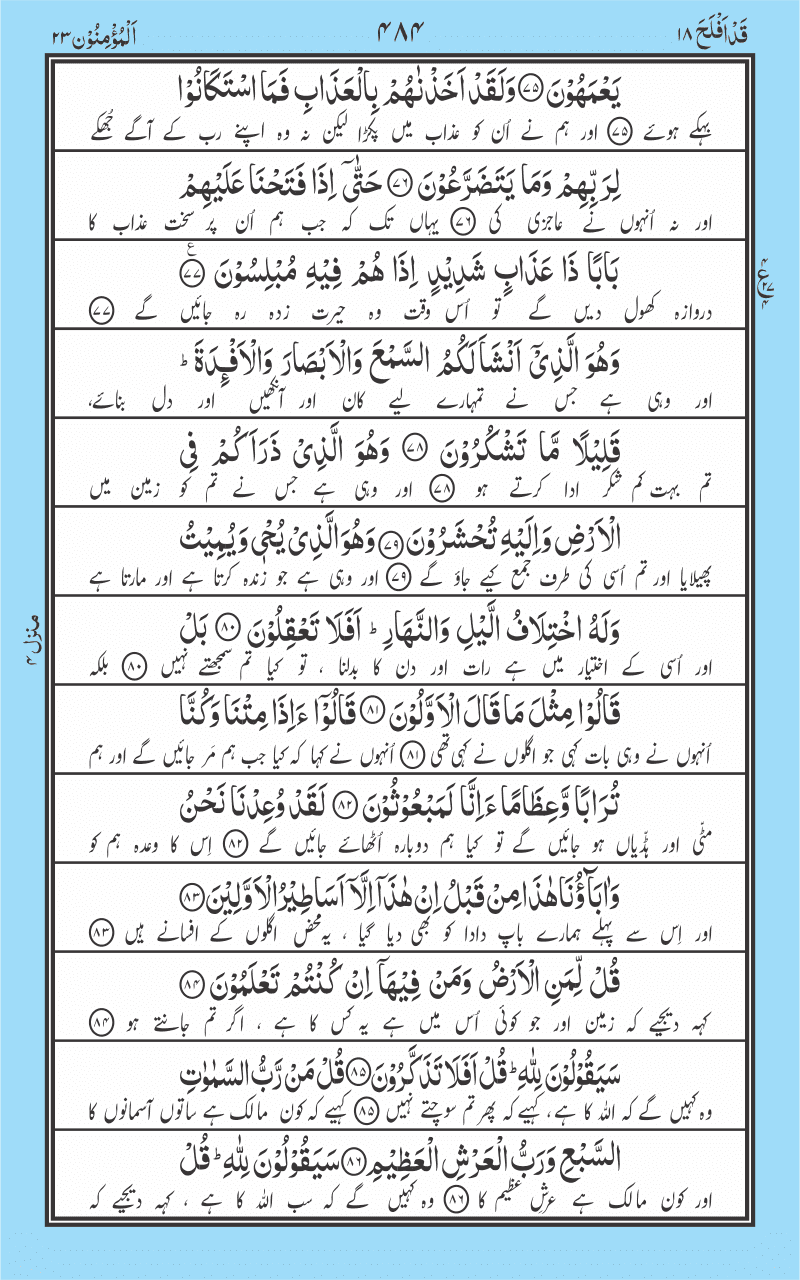 قَدْ اَفْلَحَ ۱۸
۴۸۴
اَلْمُؤْمِنُوْن ۲۳
يَعْمَهُوْنَ ۷۵ وَلَقَدْ اَخَذْنٰهُمْ بِالْعَذَابِ فَمَا اسْتَكَانُوْا
بہکے ہوئے ۷۵ اور ہم نے اُن کو عذاب میں پکڑا لیکن نہ وہ اپنے رب کے آگے جُھکے
لِرَبِّهِمْ وَمَا يَتَضَرَّعُوْنَ ۷۶ حَتّٰٓى اِذَا فَتَحْنَا عَلَيْهِمْ
اور نہ اُنہوں نے عاجزی کی ۷۶ یہاں تک کہ جب ہم اُن پر سخت عذاب کا
بَابًا ذَا عَذَابٍ شَدِيْدٍ اِذَا هُمْ فِيْهِ مُبْلِسُوْنَ ۷۷ ع
دروازہ کھول دیں گے تو اُس وقت وہ حیرت زدہ رہ جائیں گے ۷۷
وَهُوَ الَّذِيْٓ اَنْشَاَ لَكُمُ السَّمْعَ وَالْاَبْصَارَ وَالْاَفْـِٕدَةَ ؕ
اور وہی ہے جس نے تمہارے لیے کان اور آنکھیں اور دل بنائے،
قَلِيْلًا مَّا تَشْكُرُوْنَ ۷۸ وَهُوَ الَّذِيْ ذَرَاَكُمْ فِي
تم بہت کم شکر ادا کرتے ہو ۷۸ اور وہی ہے جس نے تم کو زمین میں
الْاَرْضِ وَاِلَيْهِ تُحْشَرُوْنَ ۷۹ وَهُوَ الَّذِيْ يُحْيٖ وَيُمِيْتُ
پھیلایا اور تم اُسی کی طرف جمع کیے جاؤ گے ۷۹ اور وہی ہے جو زندہ کرتا ہے اور مارتا ہے
وَلَهُ اخْتِلَافُ الَّيْلِ وَالنَّهَارِ ؕ اَفَلَا تَعْقِلُوْنَ ۸۰ بَلْ
اور اُسی کے اختیار میں ہے رات اور دن کا بدلنا ، تو کیا تم سمجھتے نہیں ۸۰ بلکہ
قَالُوْا مِثْلَ مَا قَالَ الْاَوَّلُوْنَ ۸۱ قَالُوْٓا ءَاِذَا مِتْنَا وَكُنَّا
اُنہوں نے وہی بات کہی جو اگلوں نے کہی تھی ۸۱ اُنہوں نے کہا کہ کیا جب ہم مَر جائیں گے اور ہم
تُرَابًا وَّعِظَامًا ءَاِنَّا لَمَبْعُوْثُوْنَ ۸۲ لَقَدْ وُعِدْنَا نَحْنُ
مٹّی اور ہڈّیاں ہو جائیں گے تو کیا ہم دوبارہ اُٹھائے جائیں گے ۸۲ اِس کا وعدہ ہم کو
وَاٰبَآؤُنَا هٰذَا مِنْ قَبْلُ اِنْ هٰذَآ اِلَّآ اَسَاطِيْرُ الْاَوَّلِيْنَ ۸۳
اور اِس سے پہلے ہمارے باپ دادا کو بھی دیا گیا ، یہ محض اگلوں کے افسانے ہیں ۸۳
قُلْ لِّمَنِ الْاَرْضُ وَمَنْ فِيْهَآ اِنْ كُنْتُمْ تَعْلَمُوْنَ ۸۴
کہہ دیجیے کہ زمین اور جو کوئی اُس میں ہے یہ کس کا ہے ، اگر تم جانتے ہو ۸۴
سَيَقُوْلُوْنَ لِلّٰهِ ؕ قُلْ اَفَلَا تَذَكَّرُوْنَ ۸۵ قُلْ مَنْ رَّبُّ السَّمٰوٰتِ
وہ کہیں گے کہ اللہ کا ہے، کہیے کہ پھر تم سوچتے نہیں ۸۵ کہیے کہ کون مالک ہے ساتوں آسمانوں کا
السَّبْعِ وَرَبُّ الْعَرْشِ الْعَظِيْمِ ۸۶ سَيَقُوْلُوْنَ لِلّٰهِ ؕ قُلْ
اور کون مالک ہے عرشِ عظیم کا ۸۶ وہ کہیں گے کہ سب اللہ کا ہے ، کہہ دیجیے کہ
ع ۴ ۲۷ ۴
منزل ۴